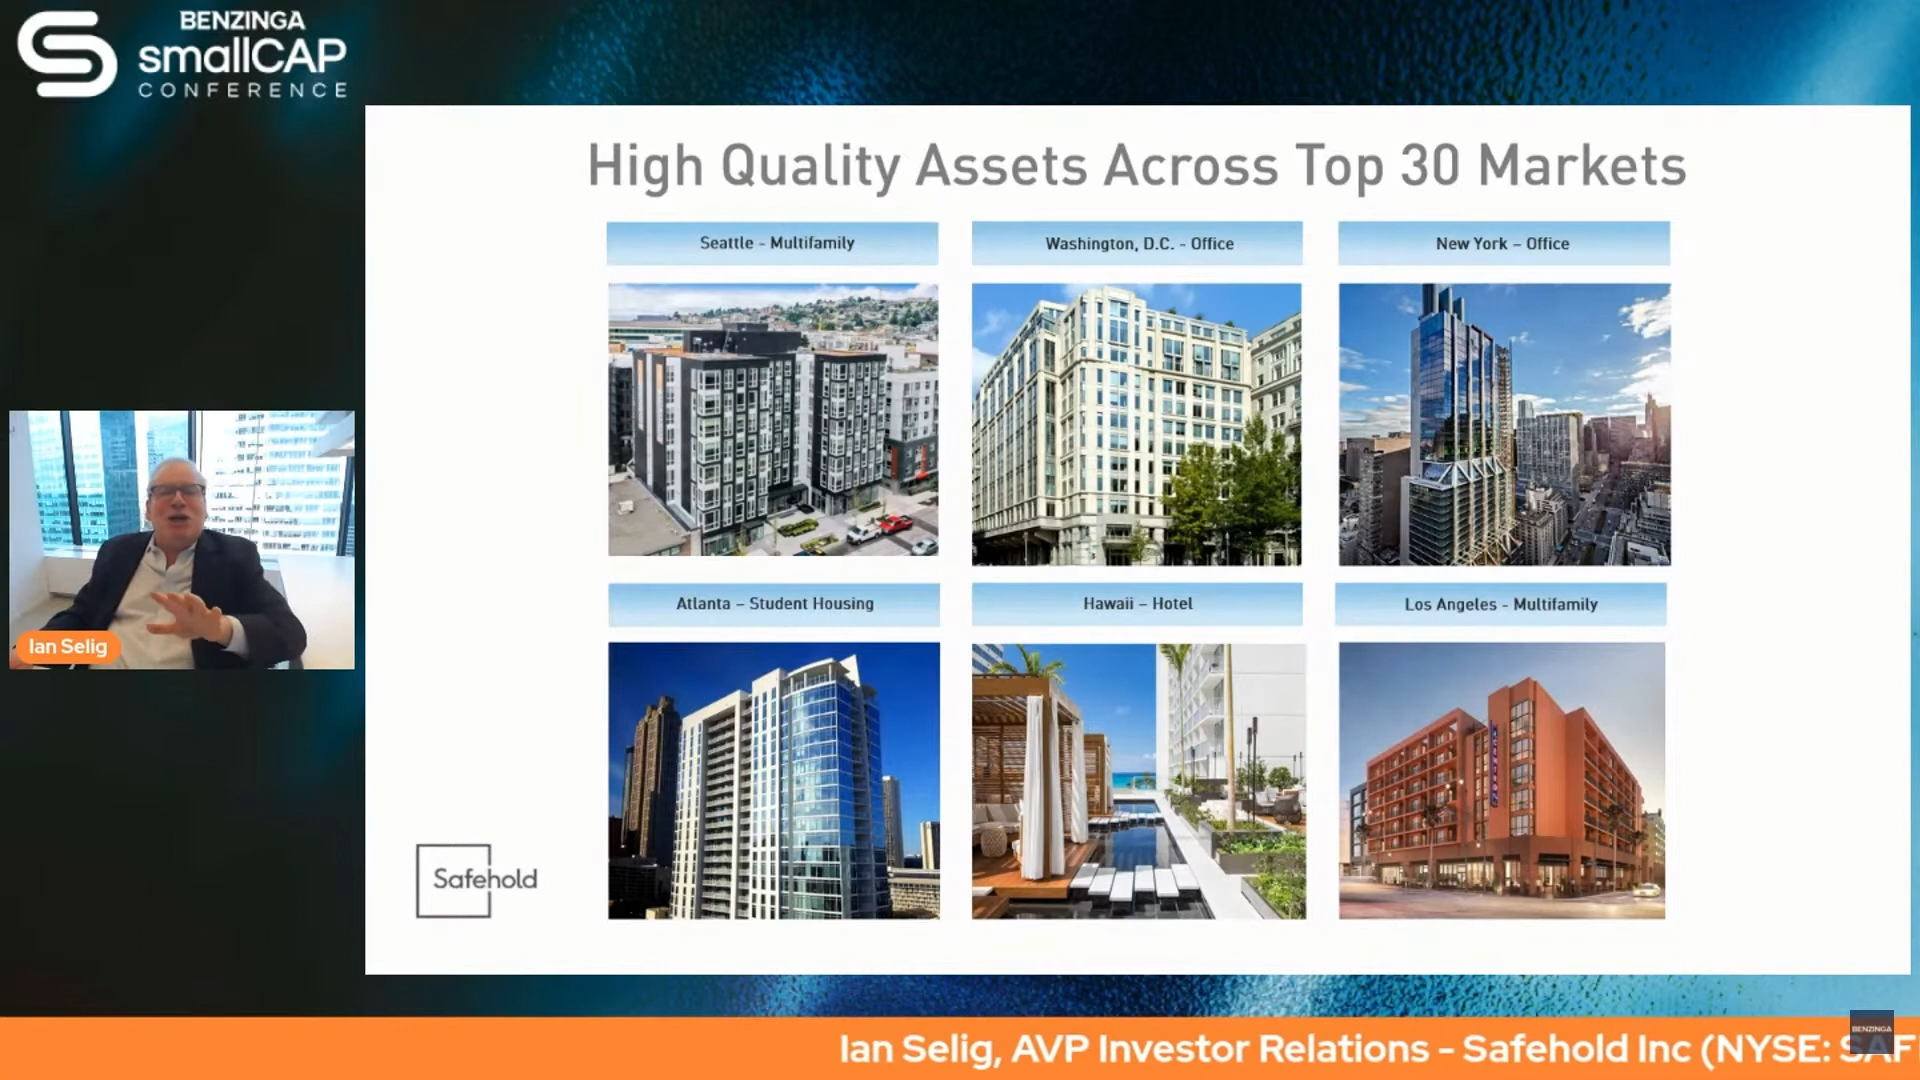 BENZINGA
smallCAP
CONFERENCE
High Quality Assets Across Top 30 Markets
Seattle - Multifamily
Washington, D.C. - Office
New York – Office
Atlanta – Student Housing
Hawaii – Hotel
Los Angeles - Multifamily
Ian Selig
Safehold
BENZINGA
Ian Selig, AVP Investor Relations - Safehold Inc (NYSE: SAF